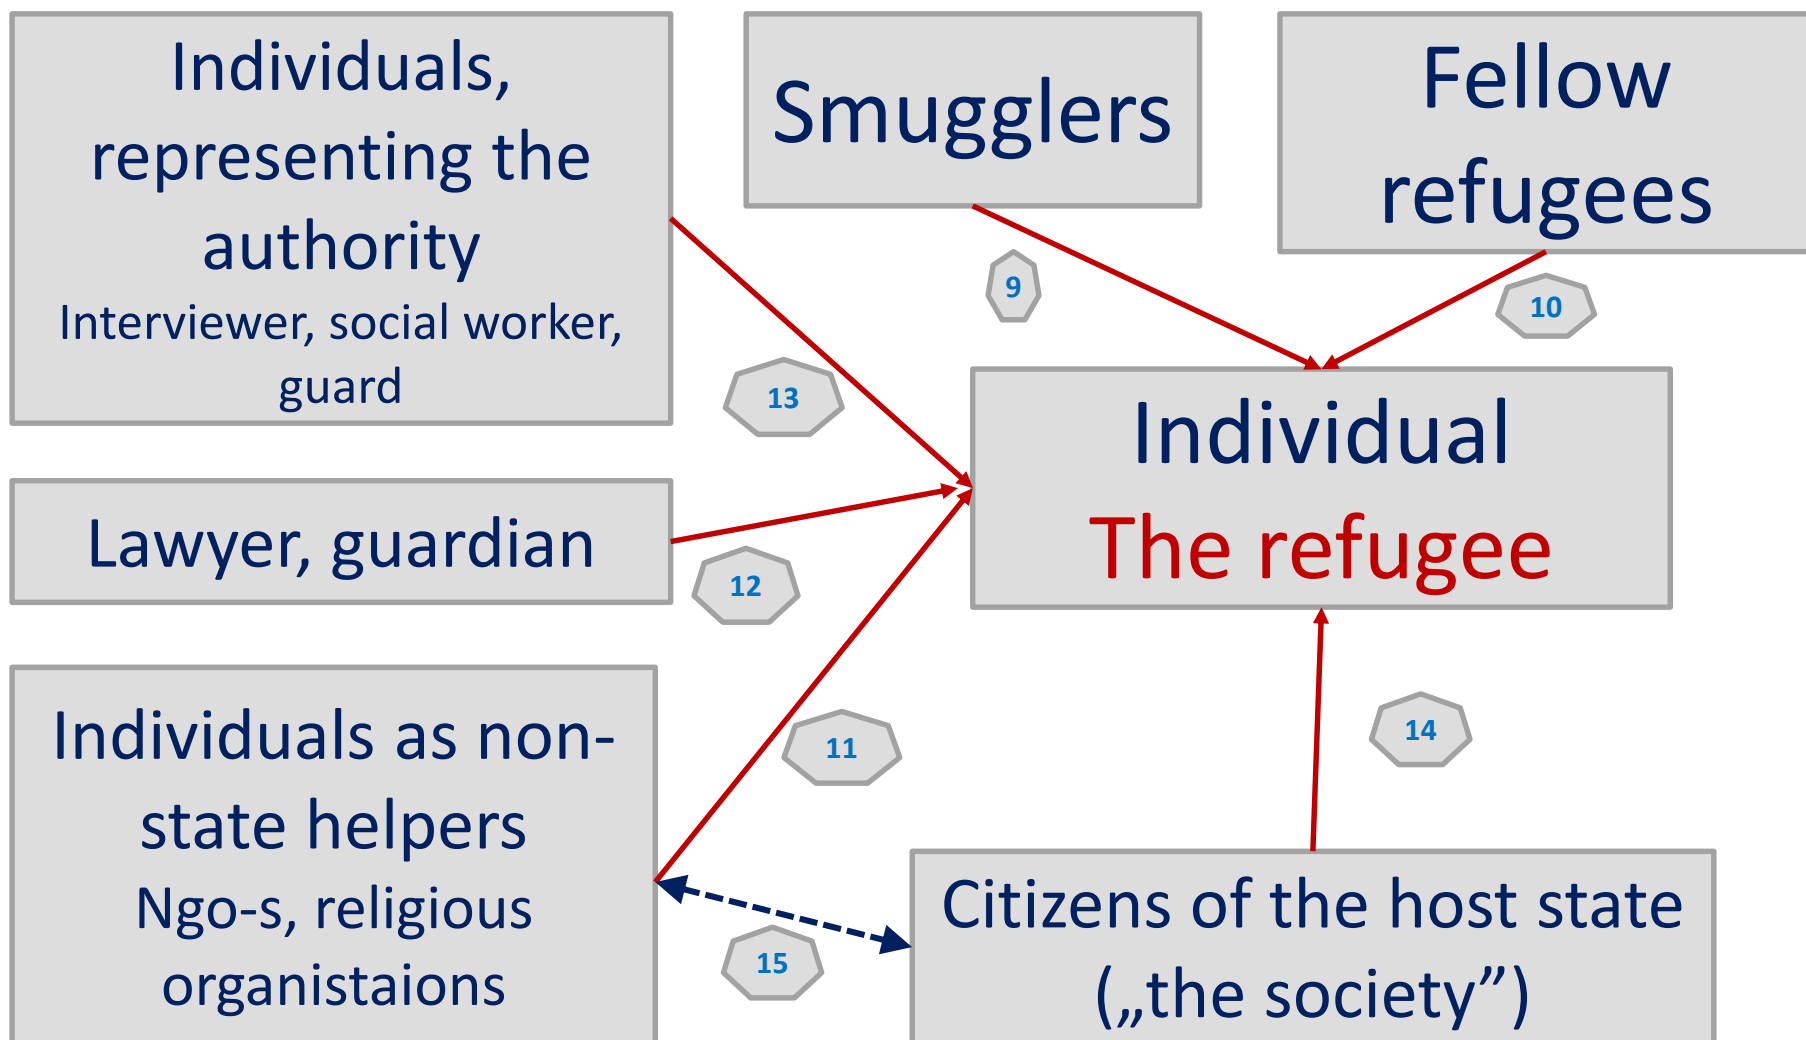 Individuals,
representing the
authority
Interviewer, social worker,
guard
Smugglers
Fellow
refugees
9
10
13
Individual
The refugee
Lawyer, guardian
12
Individuals as non-
state helpers
Ngo-s, religious
organistaions
11
14
15
Citizens of the host state
(„the society”)